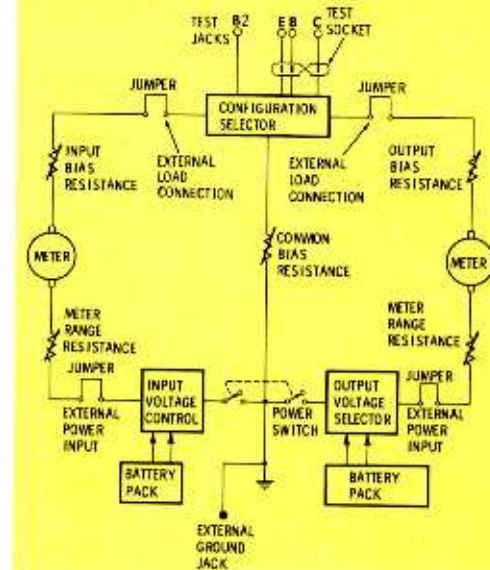 TEST
JACKS
B2
E B C
TEST
SOCKET
JUMPER
CONFIGURATION
SELECTOR
JUMPER
INPUT
BIAS
RESISTANCE
EXTERNAL
LOAD
CONNECTION
EXTERNAL
LOAD
CONNECTION
OUTPUT
BIAS
RESISTANCE
COMMON
BIAS
RESISTANCE
METER
METER
METER
RANGE
RESISTANCE
METER
RANGE
RESISTANCE
JUMPER
EXTERNAL
POWER
INPUT
INPUT
VOLTAGE
CONTROL
POWER
SWITCH
OUTPUT
VOLTAGE
SELECTOR
JUMPER
EXTERNAL
POWER
INPUT
BATTERY
PACK
BATTERY
PACK
EXTERNAL
GROUND
JACK